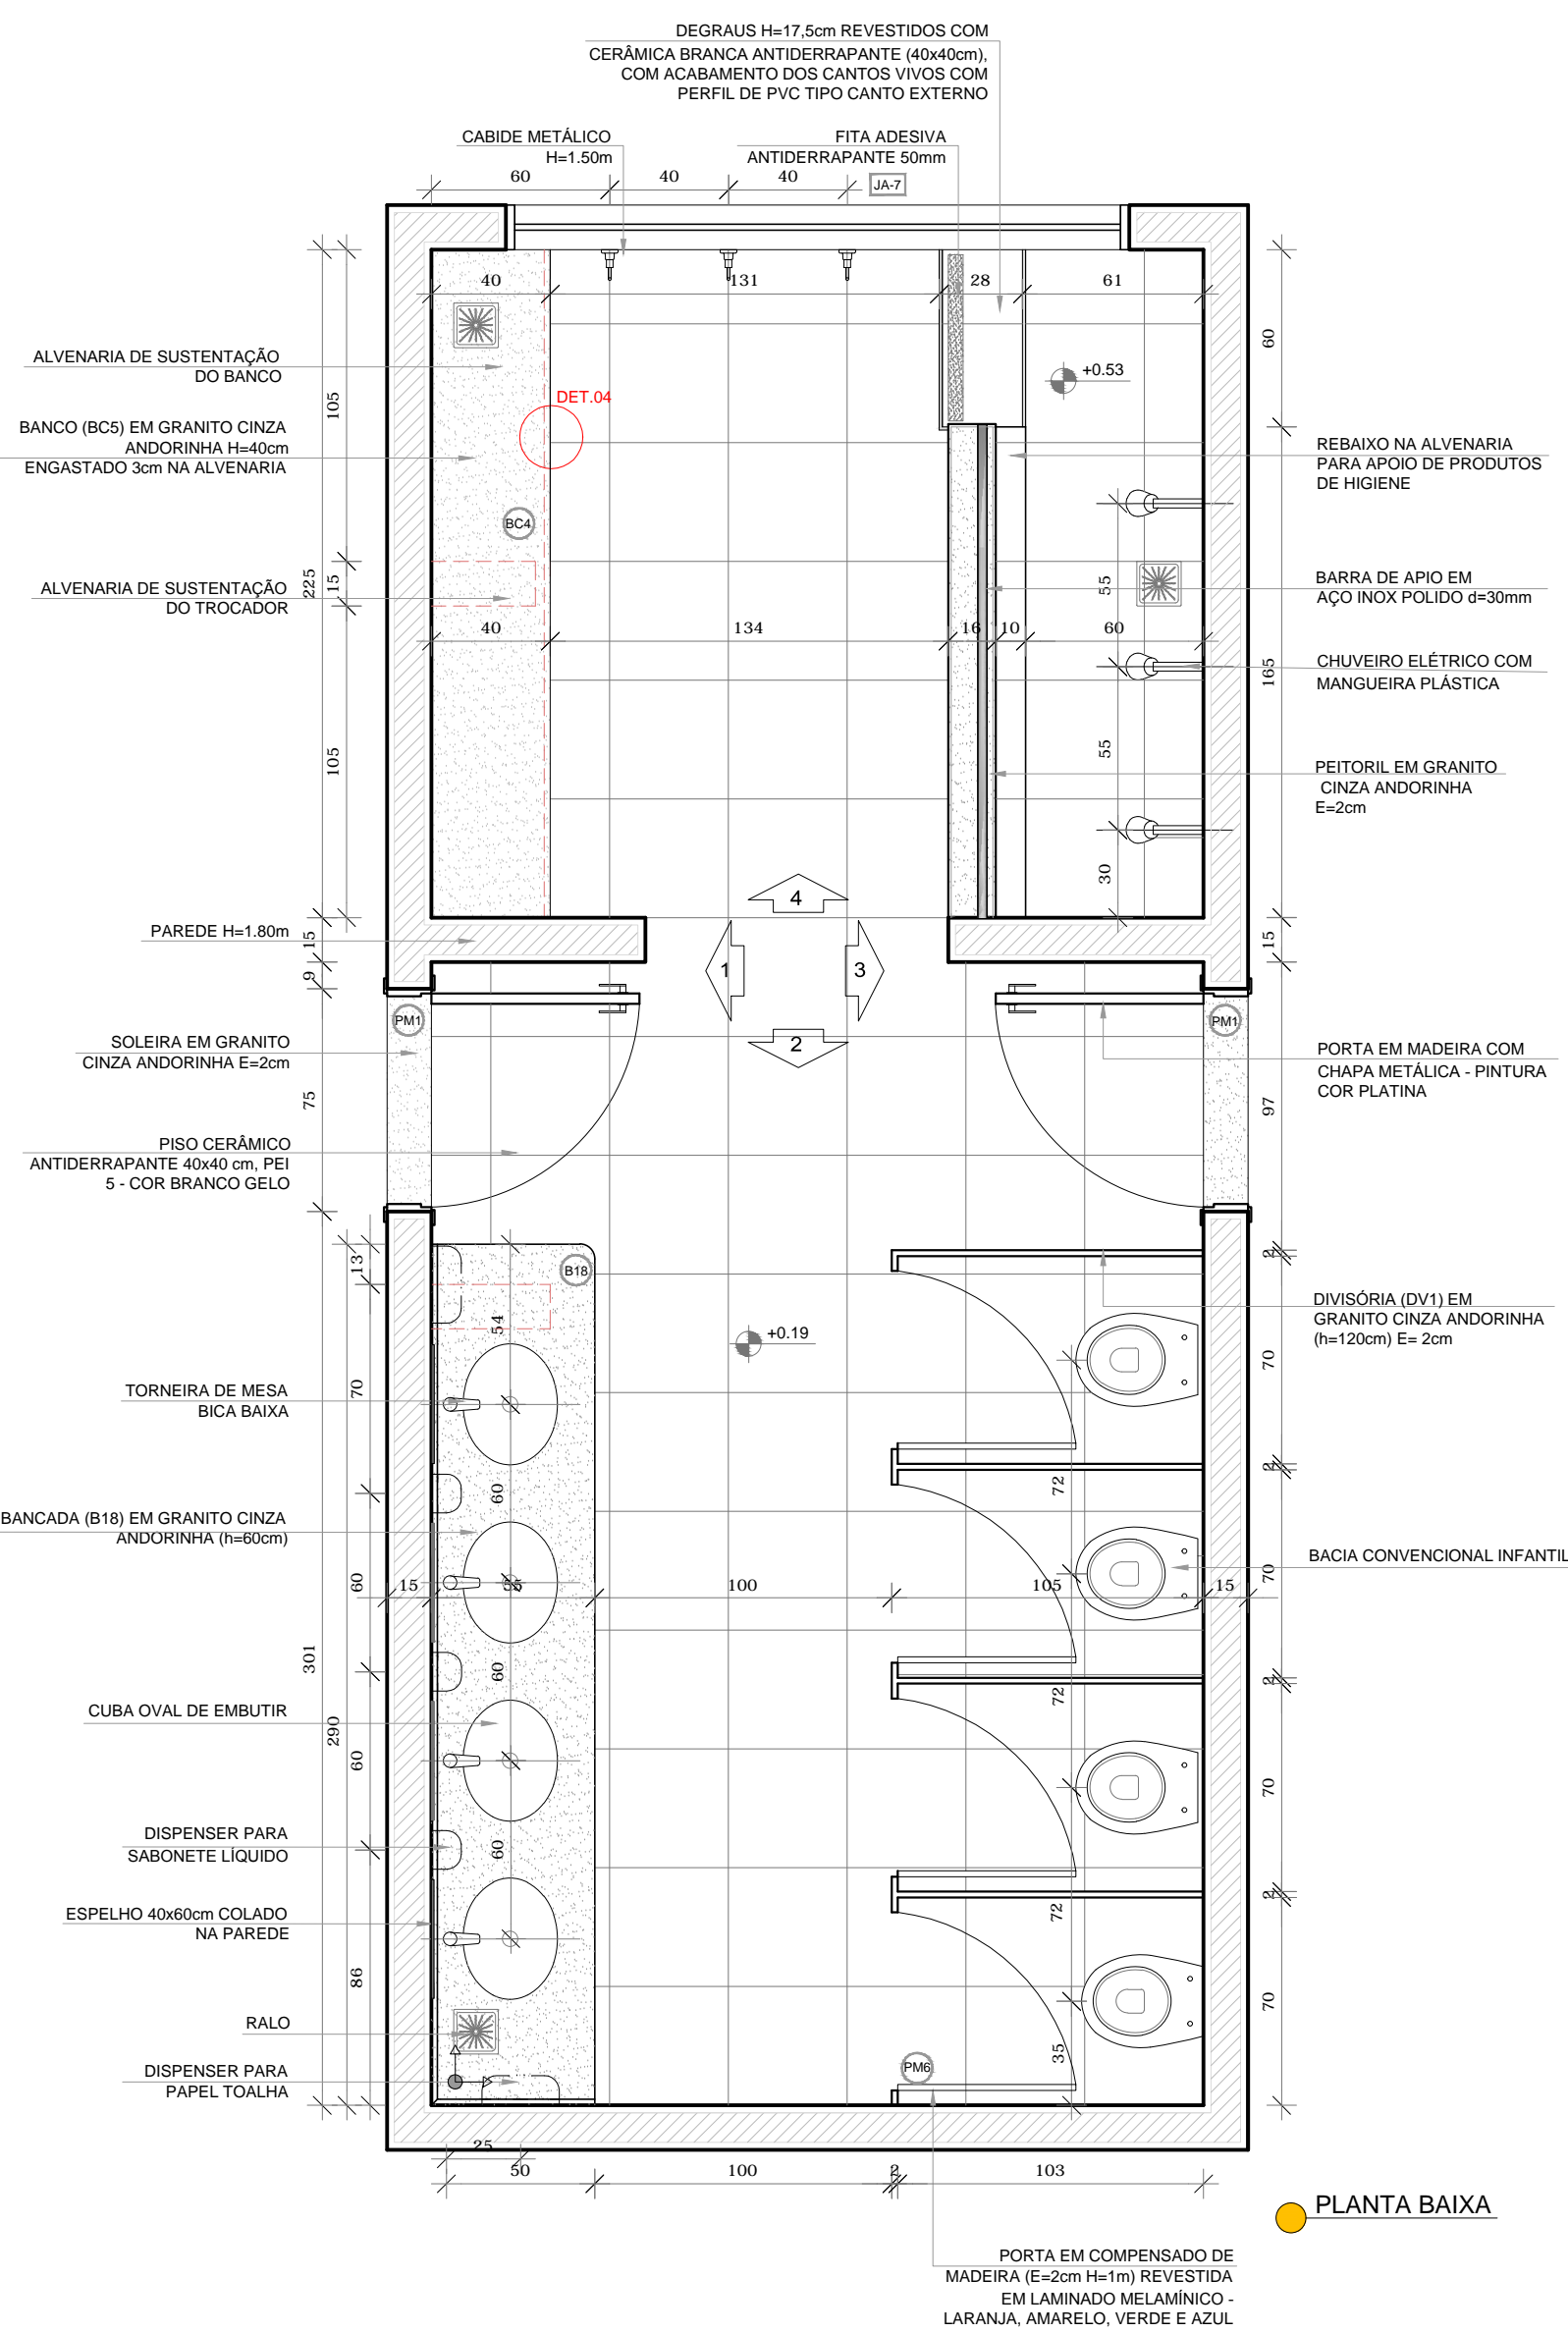 DEGRAUS H=17,5cm REVESTIDOS COM
CERÂMICA BRANCA ANTIDERRAPANTE (40x40cm),
COM ACABAMENTO DOS CANTOS VIVOS COM
PERFIL DE PVC TIPO CANTO EXTERNO
CABIDE METÁLICO
H=1.50m
FITA ADESIVA
ANTIDERRAPANTE 50mm
60
40
40
JA-7
40
131
28
61
60
+0.53
ALVENARIA DE SUSTENTAÇÃO
DO BANCO
DET.04
105
BANCO (BC5) EM GRANITO CINZA
ANDORINHA H=40cm
ENGASTADO 3cm NA ALVENARIA
REBAIXO NA ALVENARIA
PARA APOIO DE PRODUTOS
DE HIGIENE
BC4
ALVENARIA DE SUSTENTAÇÃO
DO TROCADOR
225
15
55
BARRA DE APIO EM
AÇO INOX POLIDO d=30mm
40
134
16
10
60
165
CHUVEIRO ELÉTRICO COM
MANGUEIRA PLÁSTICA
105
55
PEITORIL EM GRANITO
CINZA ANDORINHA
E=2cm
30
4
PAREDE H=1.80m
15
15
9
1
3
2
PM1
PM1
SOLEIRA EM GRANITO
CINZA ANDORINHA E=2cm
PORTA EM MADEIRA COM
CHAPA METÁLICA - PINTURA
COR PLATINA
75
97
PISO CERÂMICO
ANTIDERRAPANTE 40x40 cm, PEI
5 - COR BRANCO GELO
13
B18
2
54
+0.19
DIVISÓRIA (DV1) EM
GRANITO CINZA ANDORINHA
(h=120cm) E= 2cm
70
70
TORNEIRA DE MESA
BICA BAIXA
60
72
2
BANCADA (B18) EM GRANITO CINZA
ANDORINHA (h=60cm)
BACIA CONVENCIONAL INFANTIL
60
70
15
55
100
105
15
301
60
72
2
290
CUBA OVAL DE EMBUTIR
60
70
DISPENSER PARA
SABONETE LÍQUIDO
60
72
2
ESPELHO 40x60cm COLADO
NA PAREDE
86
70
RALO
35
DISPENSER PARA
PAPEL TOALHA
PM6
25
50
100
2
103
PLANTA BAIXA
PORTA EM COMPENSADO DE
MADEIRA (E=2cm H=1m) REVESTIDA
EM LAMINADO MELAMÍNICO -
LARANJA, AMARELO, VERDE E AZUL